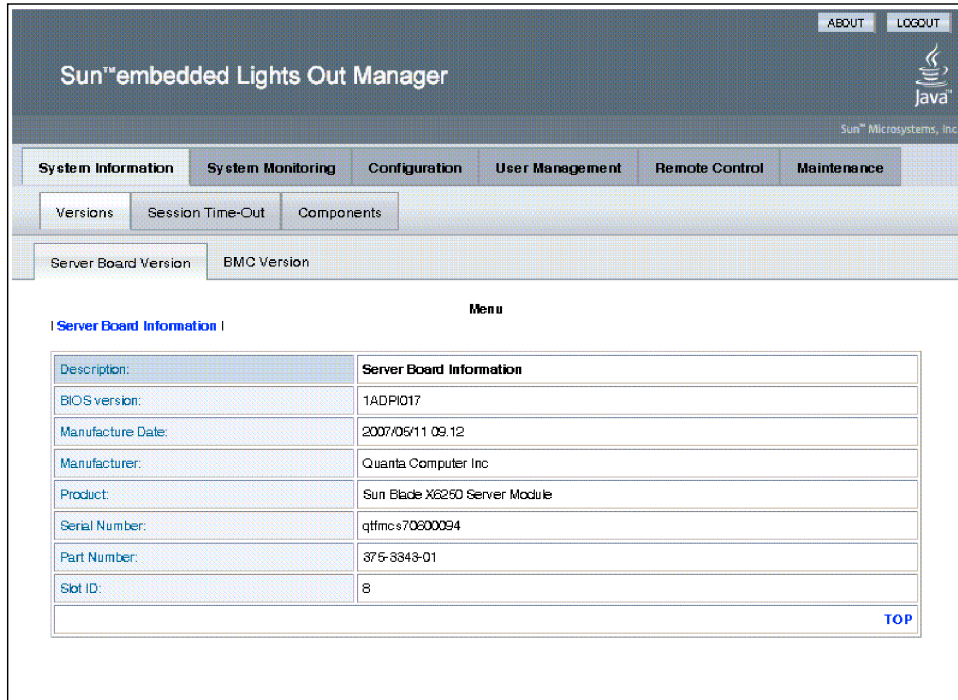 ABOUT LOGOUT
Sun™embedded Lights Out Manager
Java™
Sun™ Microsystems, Inc
System Information System Monitoring Configuration User Management Remote Control Maintenance
Versions Session Time-Out Components
Server Board Version BMC Version
Menu
| Server Board Information |
Description: Server Board Information
BIOS version: 1ADPI017
Manufacture Date: 2007/05/11 09.12
Manufacturer: Quanta Computer Inc
Product: Sun Blade X6250 Server Module
Serial Number: qtfmcs70600094
Part Number: 375-3343-01
Slot ID: 8
TOP